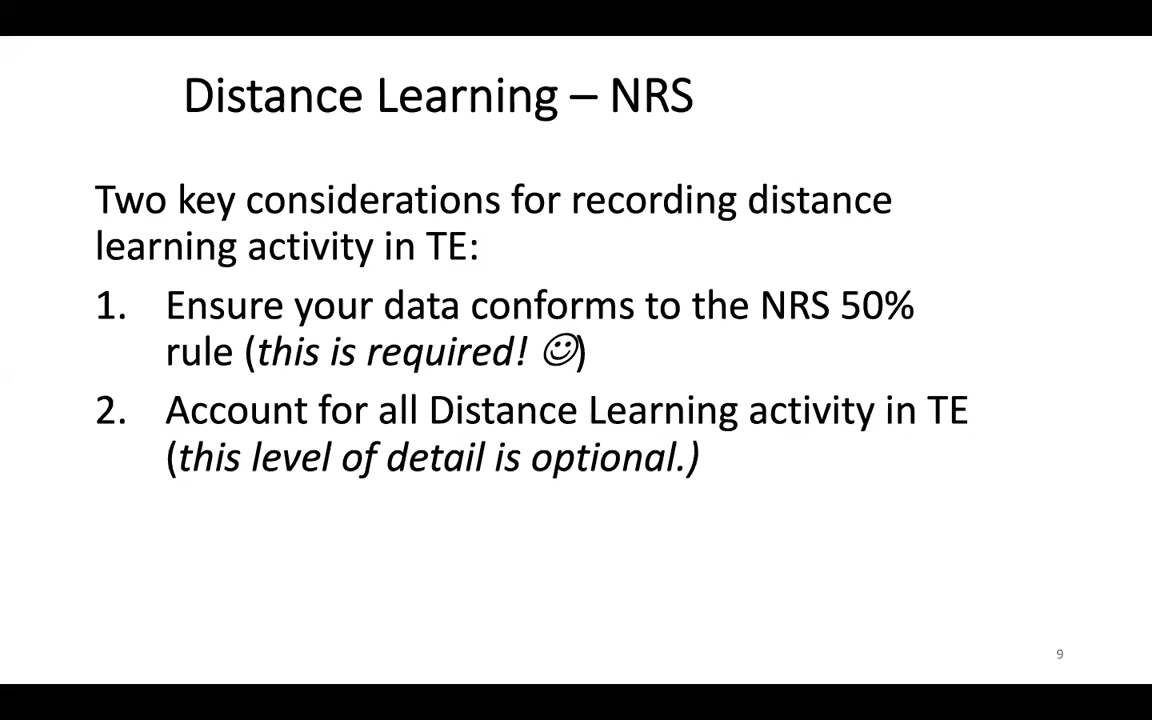 Distance Learning – NRS
Two key considerations for recording distance
learning activity in TE:
1. Ensure your data conforms to the NRS 50%
rule (this is required! ☺)
2. Account for all Distance Learning activity in TE
(this level of detail is optional.)
9